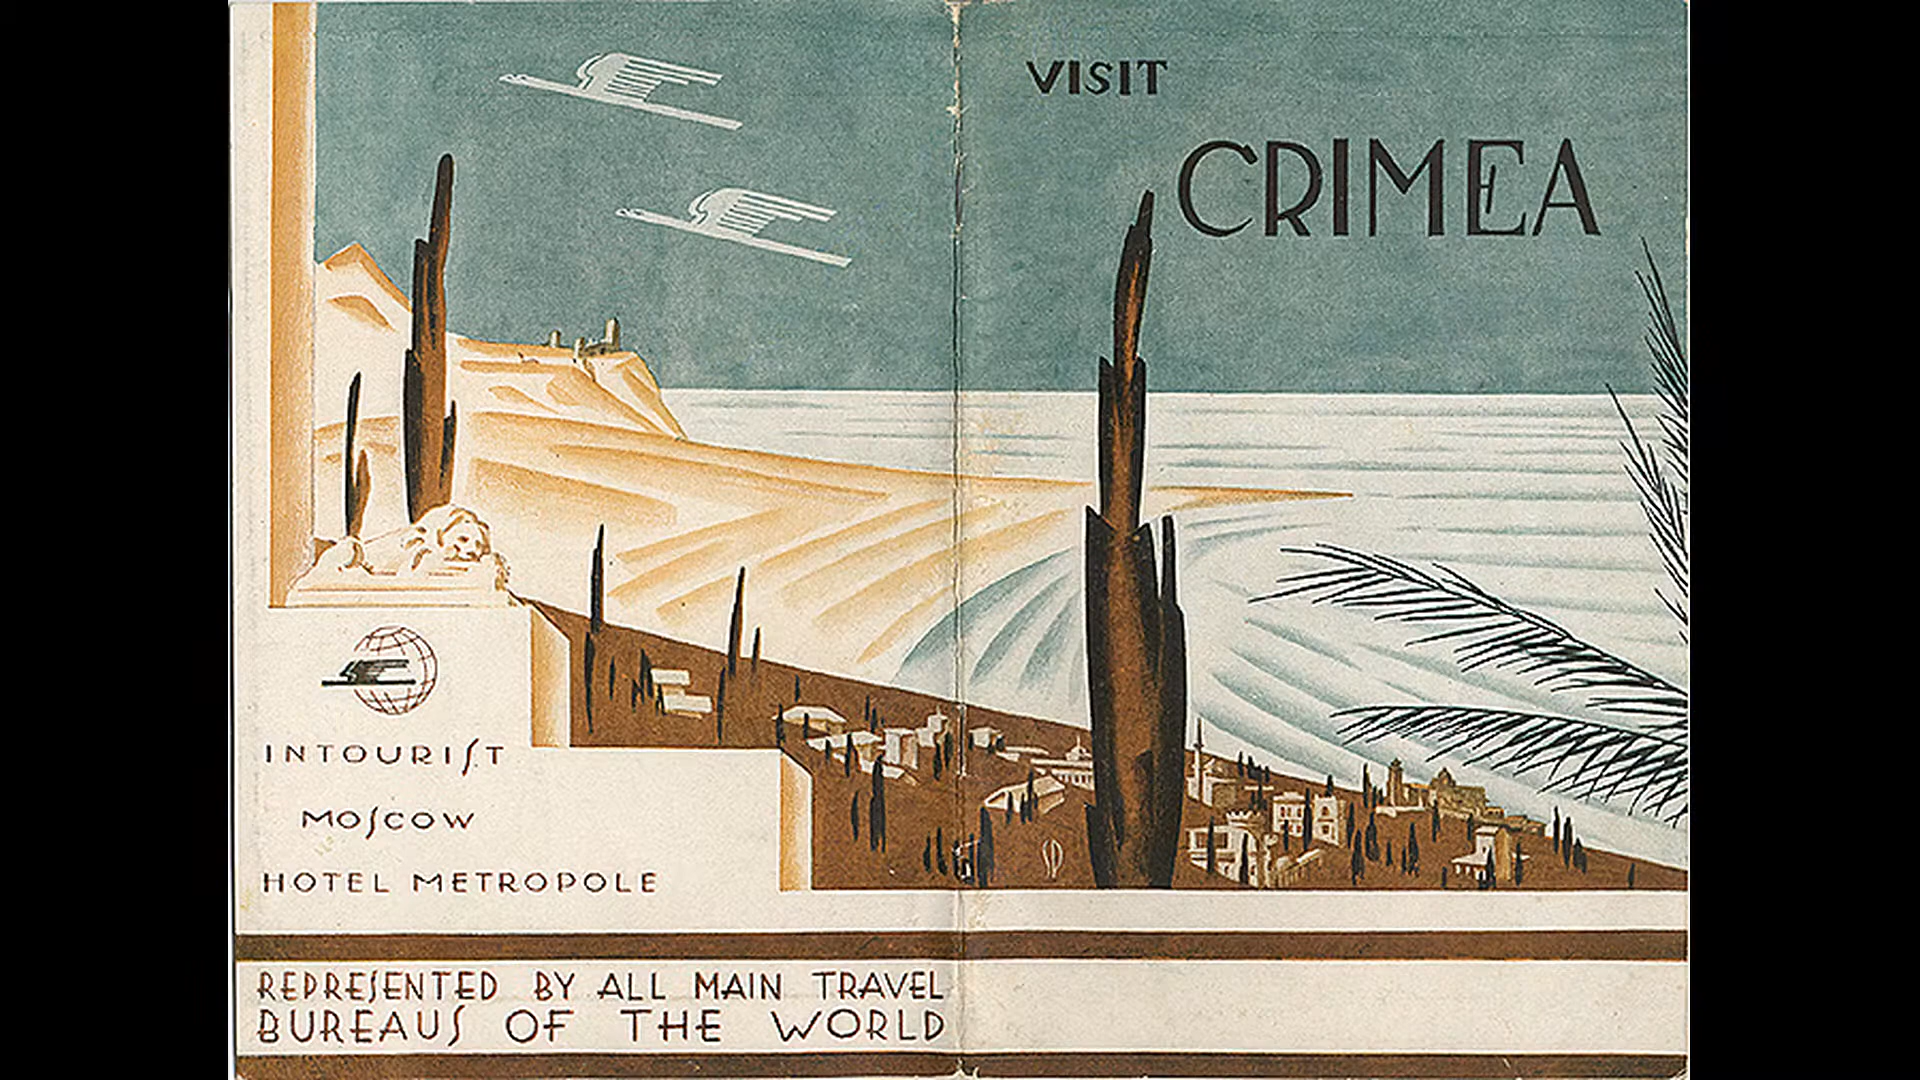 VISIT
CRIMEA
INTOURIST
MOSCOW
HOTEL METROPOLE
REPRESENTED BY ALL MAIN TRAVEL
BUREAUS OF THE WORLD